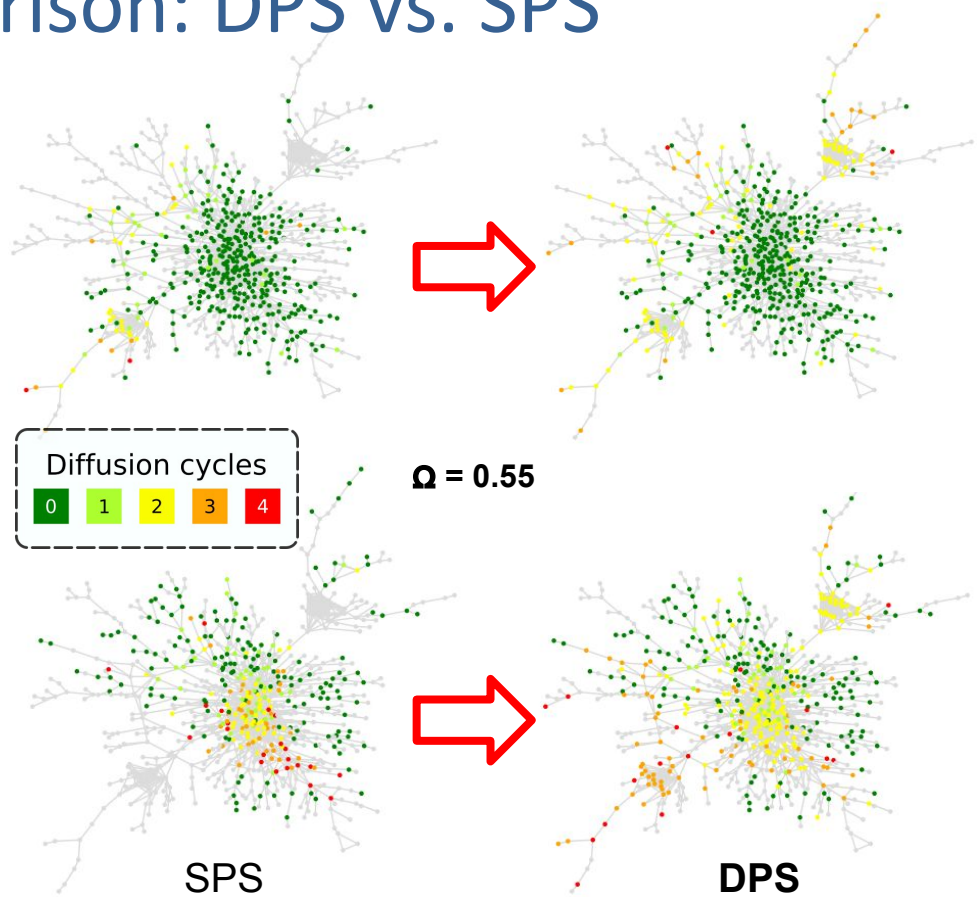 rison: DPS vs. SPS
Diffusion cycles
0 1 2 3 4
Ω = 0.55
SPS
DPS